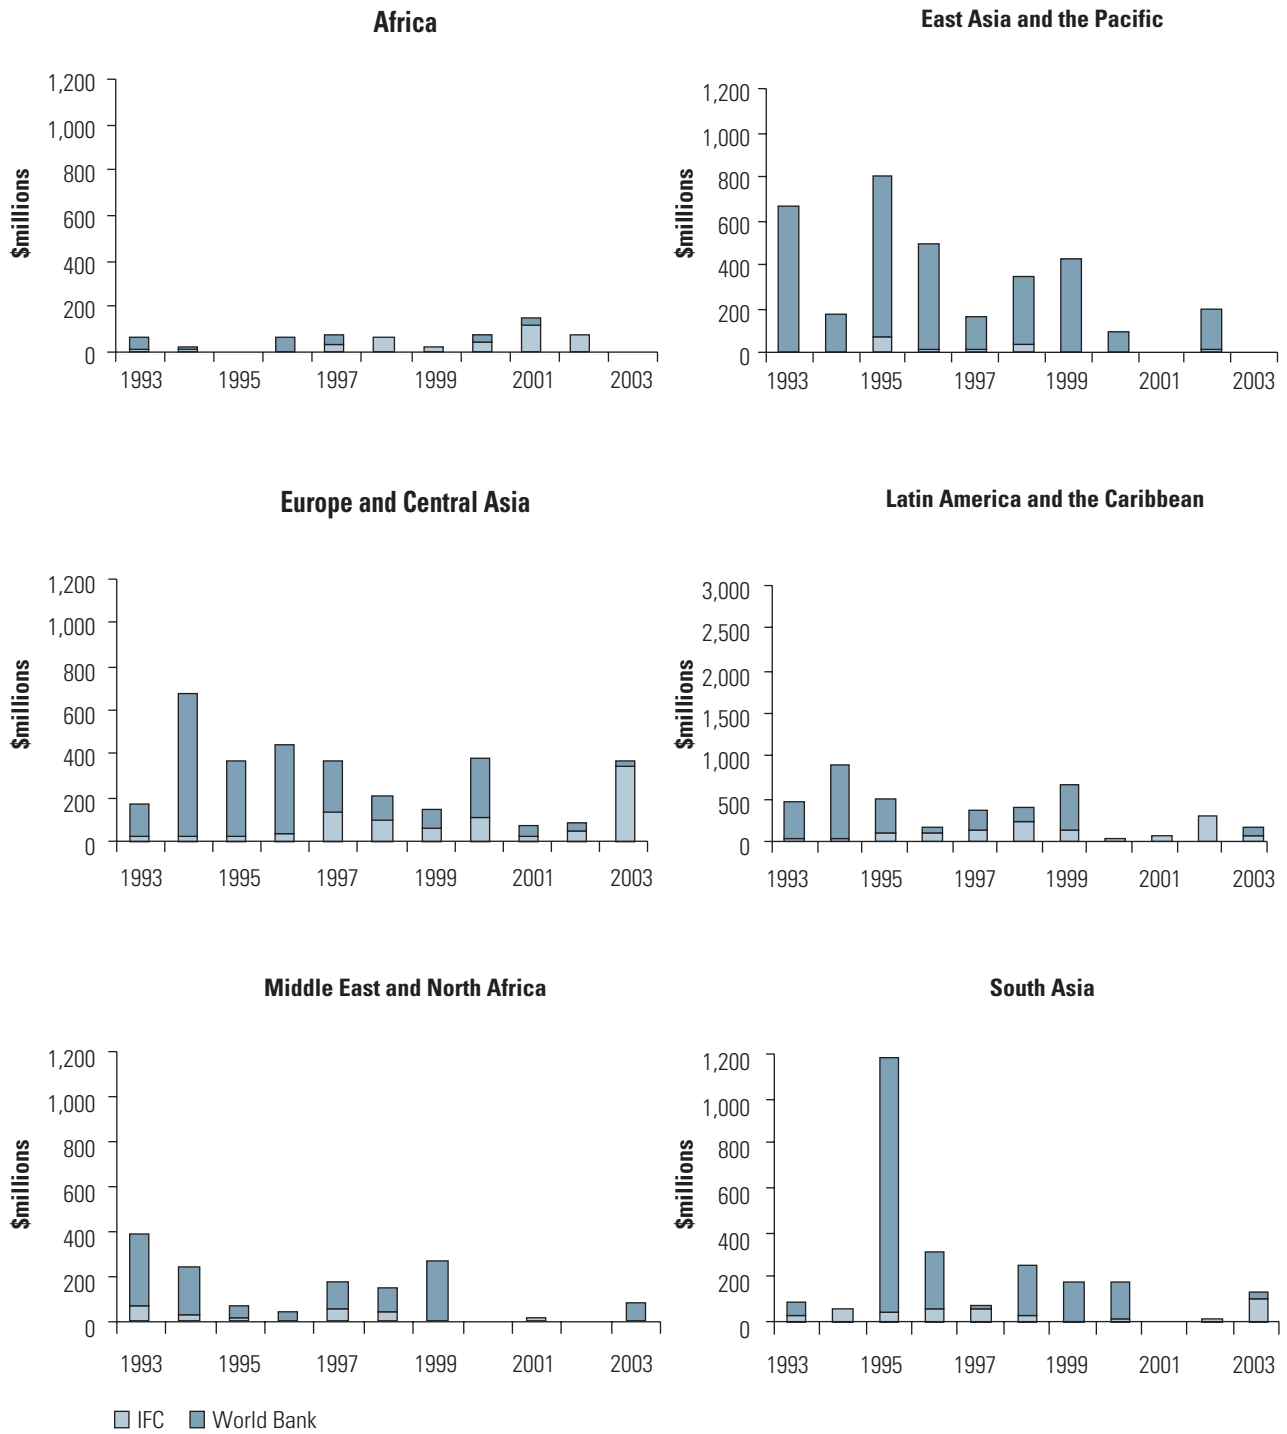 Africa
$millions
1,200
1,000
800
600
400
200
0
1993 1995 1997 1999 2001 2003
East Asia and the Pacific
$millions
1,200
1,000
800
600
400
200
0
1993 1995 1997 1999 2001 2003
Europe and Central Asia
$millions
1,200
1,000
800
600
400
200
0
1993 1995 1997 1999 2001 2003
Latin America and the Caribbean
$millions
3,000
2,500
2,000
1,500
1,000
500
0
1993 1995 1997 1999 2001 2003
Middle East and North Africa
$millions
1,200
1,000
800
600
400
200
0
1993 1995 1997 1999 2001 2003
South Asia
$millions
1,200
1,000
800
600
400
200
0
1993 1995 1997 1999 2001 2003
IFC World Bank